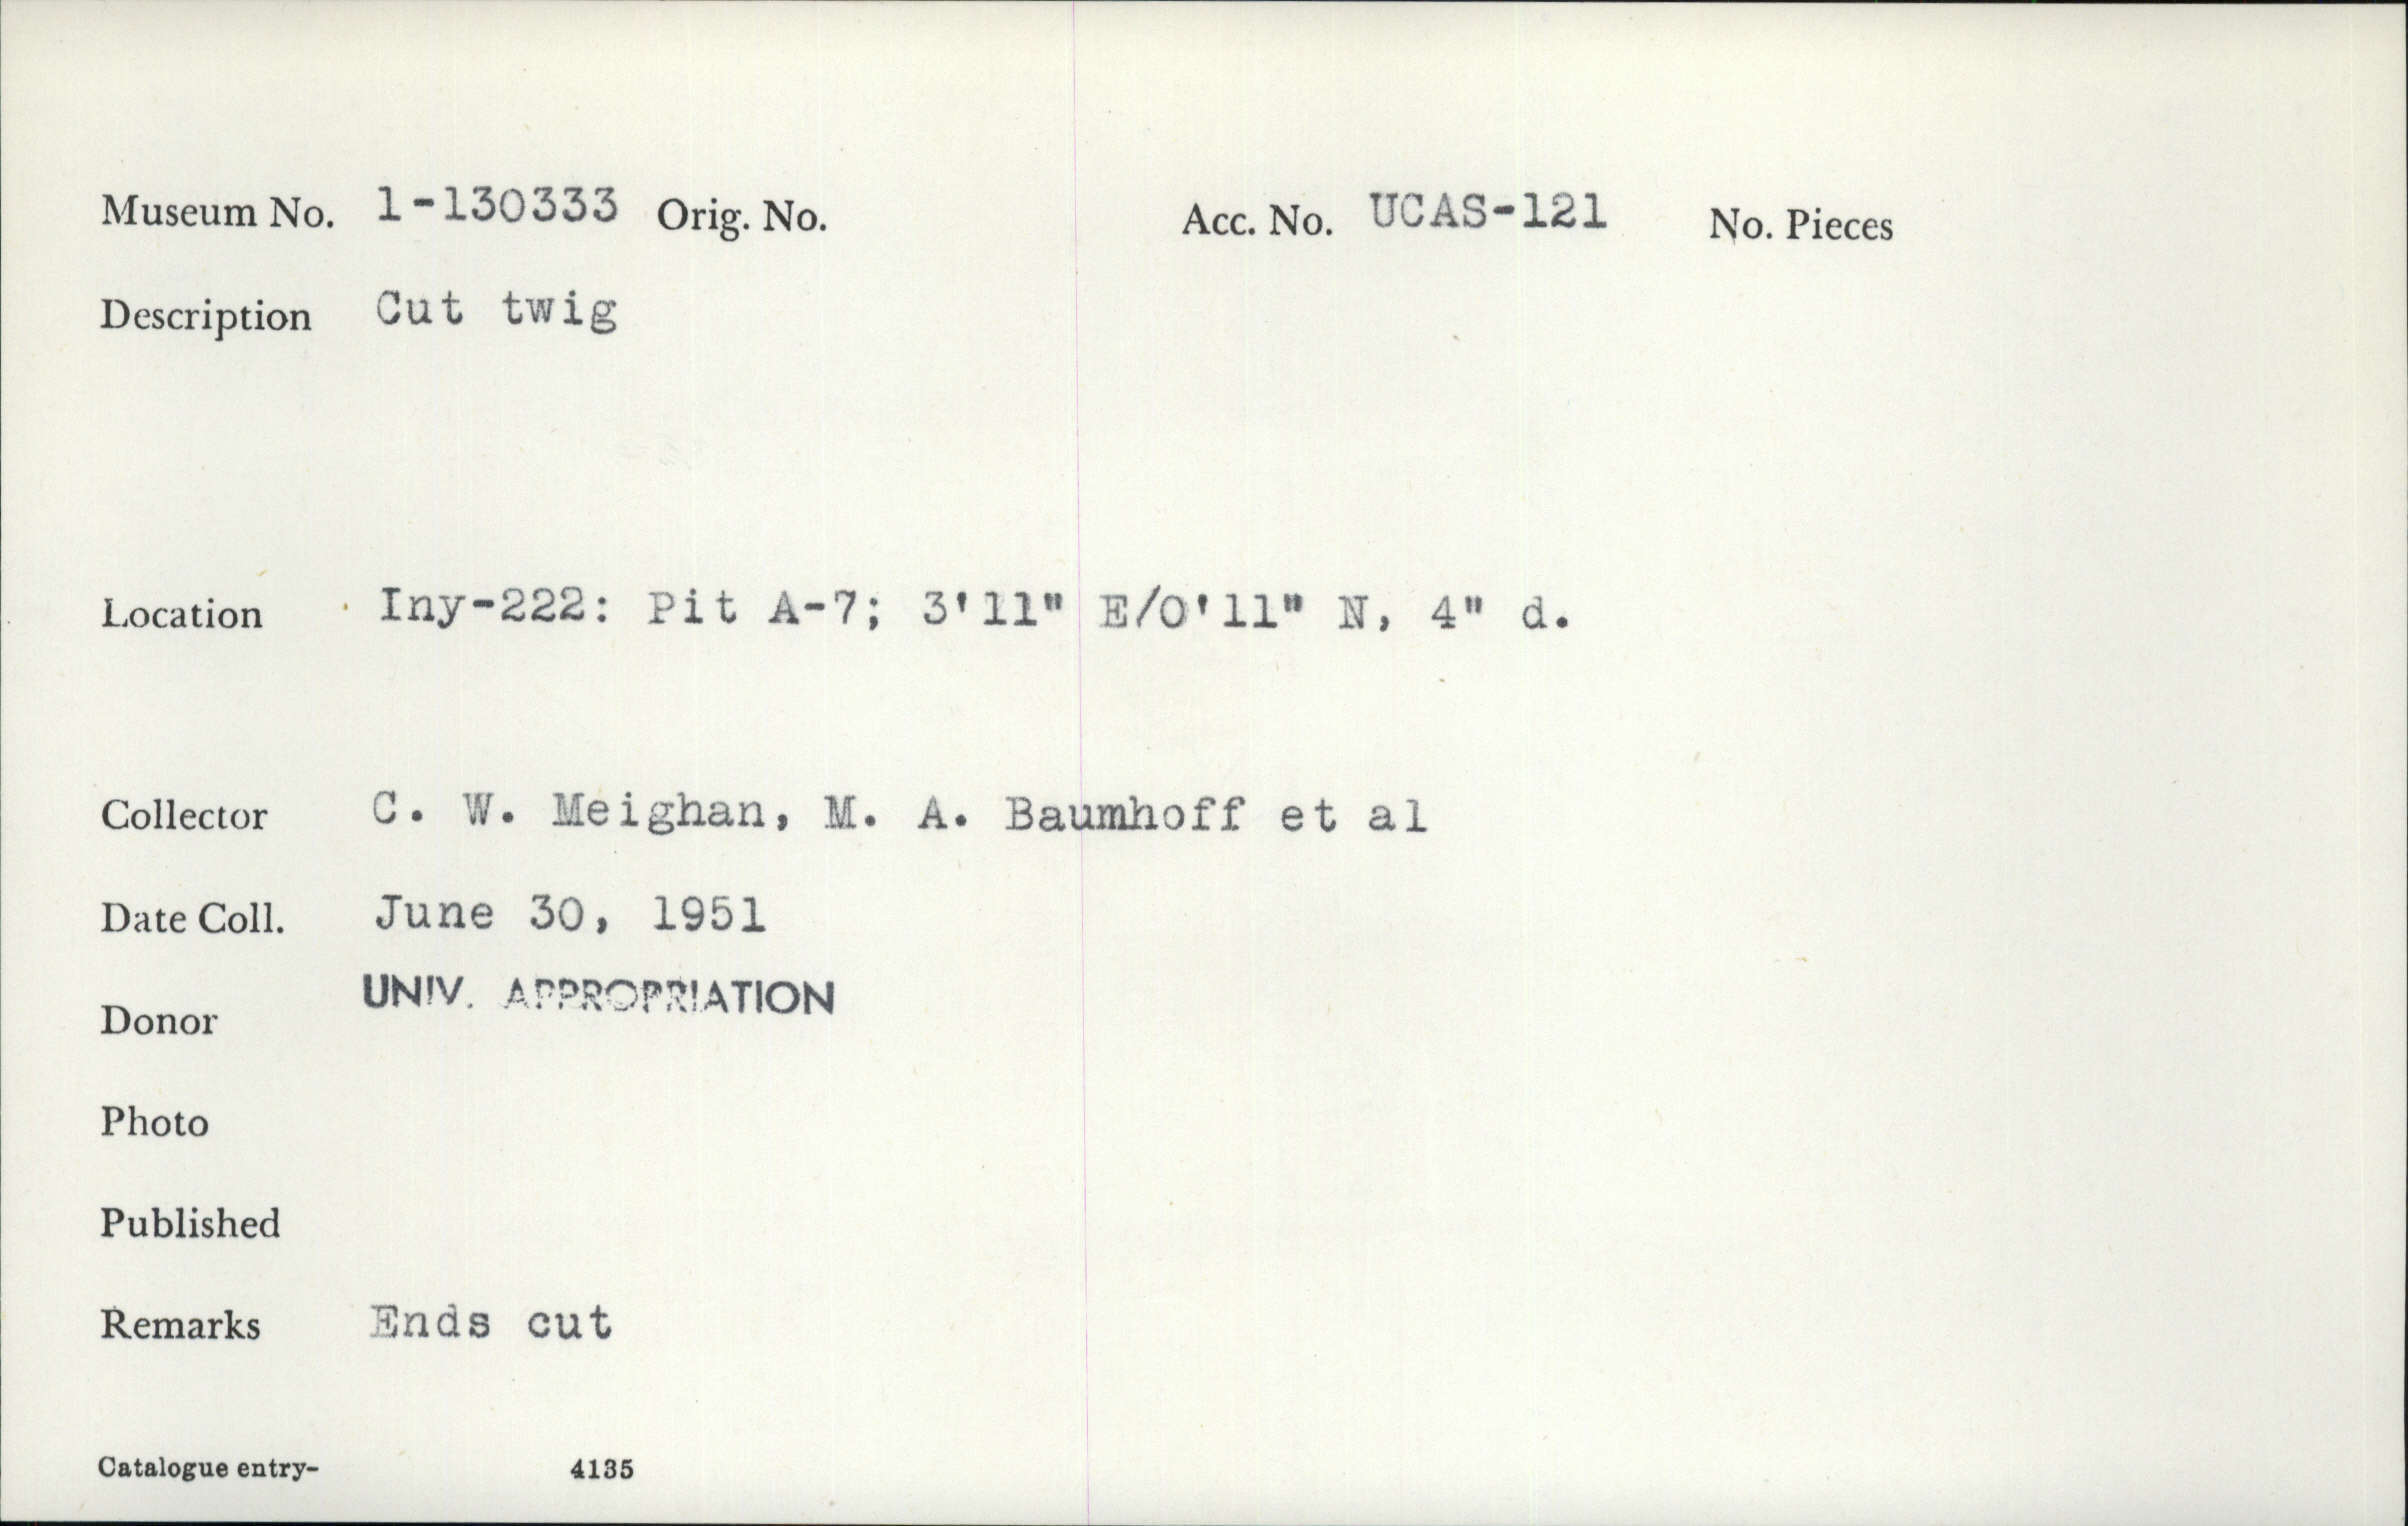 Museum No. 1-130333 Orig. No. Acc. No. UCAS-121 No. Pieces
Description Cut twig
Location Iny-222: Pit A-7; 3'11" E/0'11" N, 4" d.
Collector C. W. Meighan, M. A. Baumhoff et al
Date Coll. June 30, 1951
Donor UNIV. APPROPRIATION
Photo
Published
Remarks Ends cut
Catalogue entry- 4135